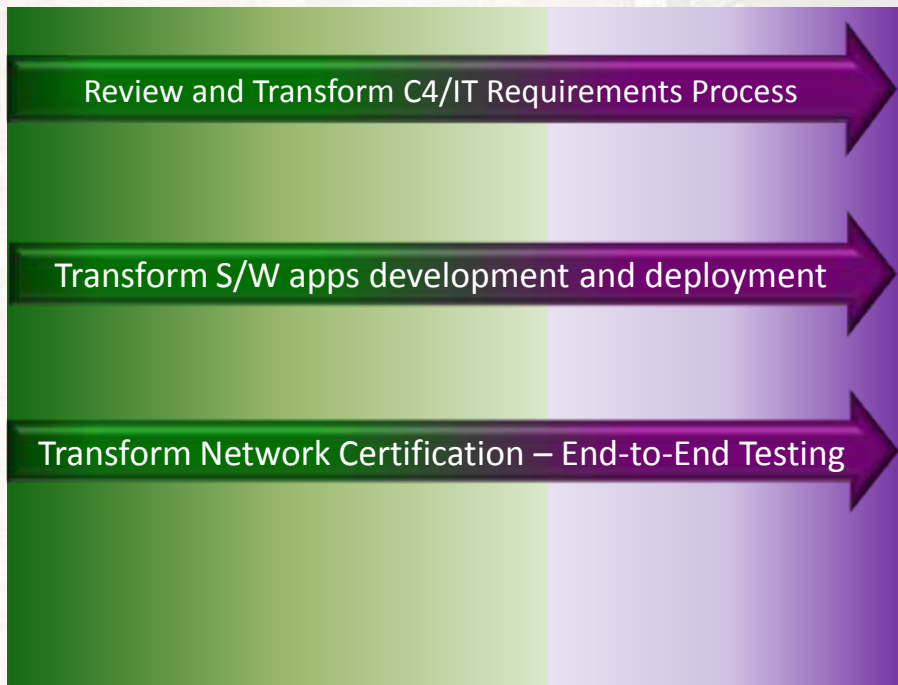 Review and Transform C4/IT Requirements Process
Transform S/W apps development and deployment
Transform Network Certification – End-to-End Testing